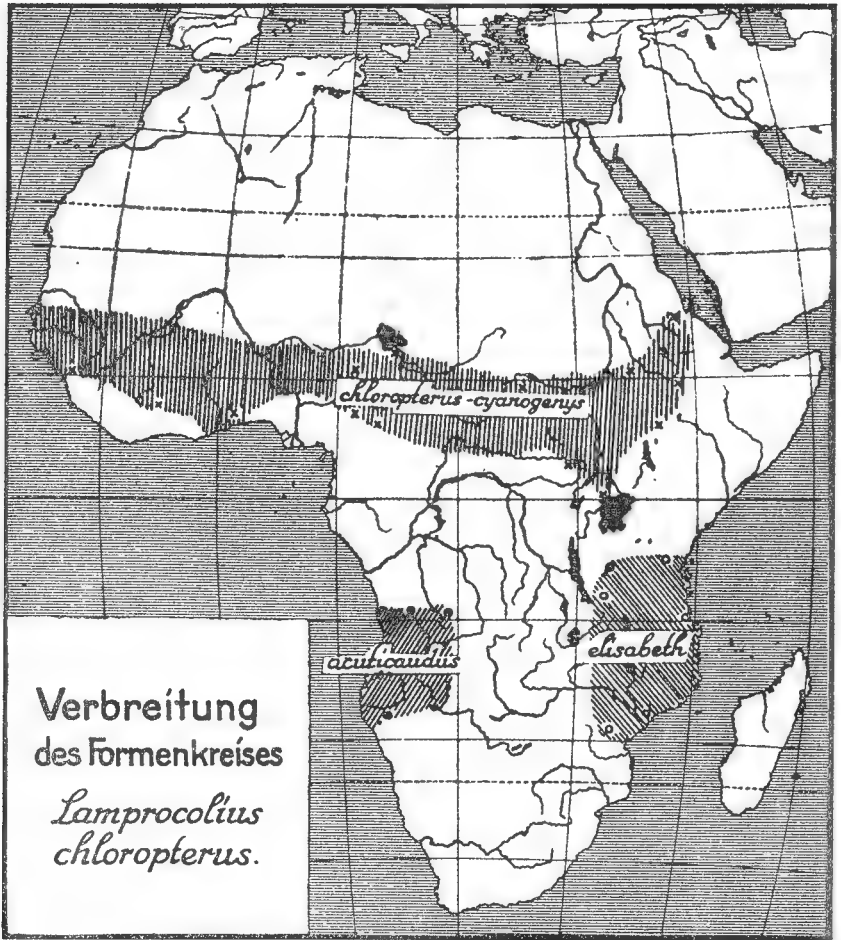 chloropterus-cyanogenys
acuticaudus
elisabeth
Verbreitung
des Formenkreises
Lamprocolius
chloropterus.